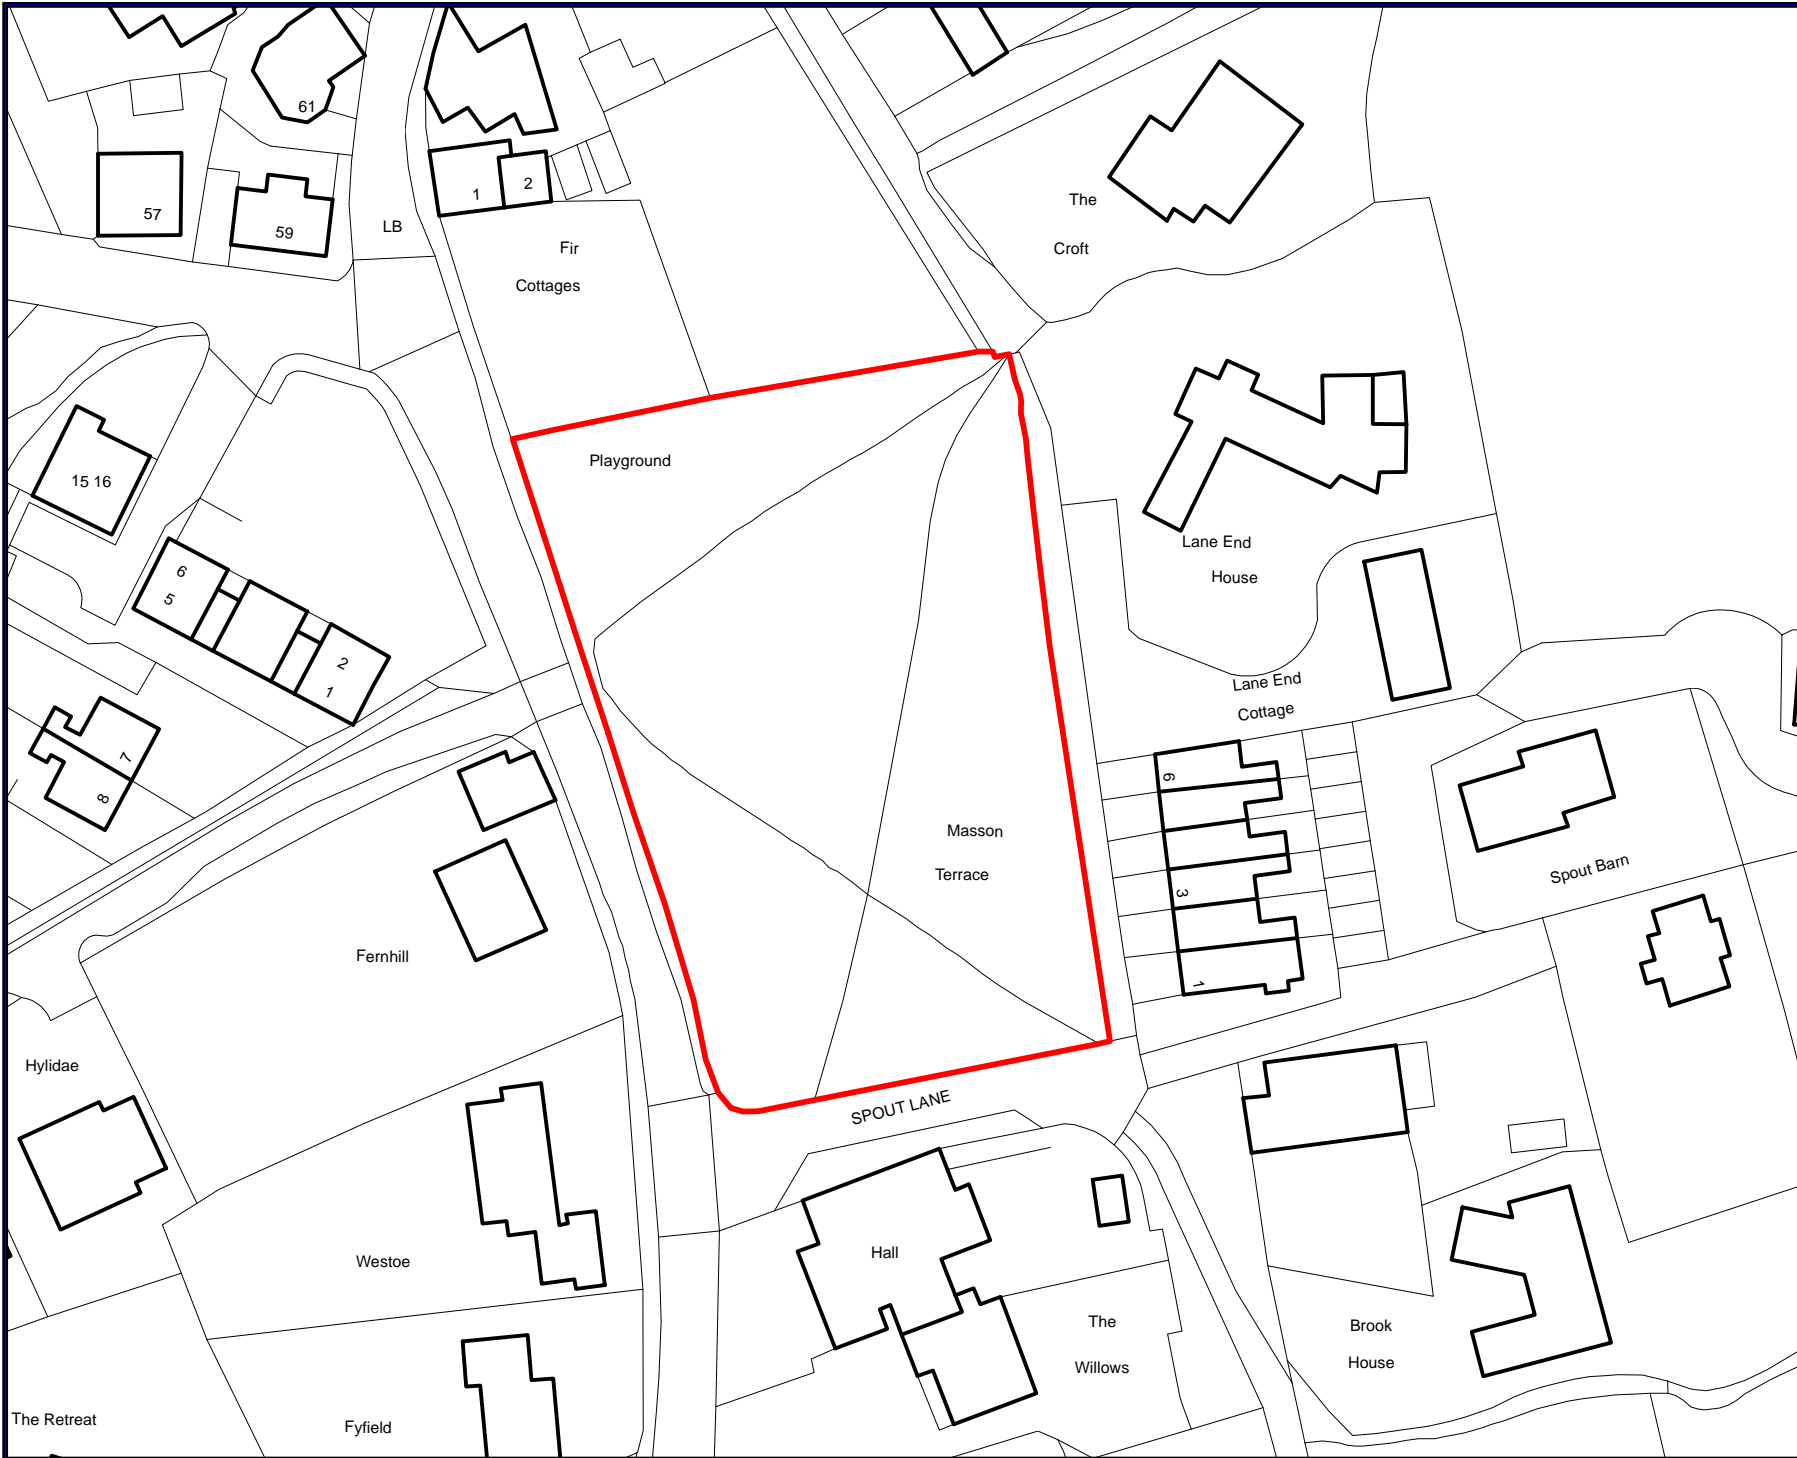 61
57
59
LB
1
2
The
Croft
Fir
Cottages
Playground
15 16
Lane End
House
6
5
2
1
Lane End
Cottage
7
8
6
3
1
Masson
Terrace
Spout Barn
Fernhill
Hylidae
SPOUT LANE
Westoe
Hall
The
Willows
Brook
House
The Retreat
Fyfield